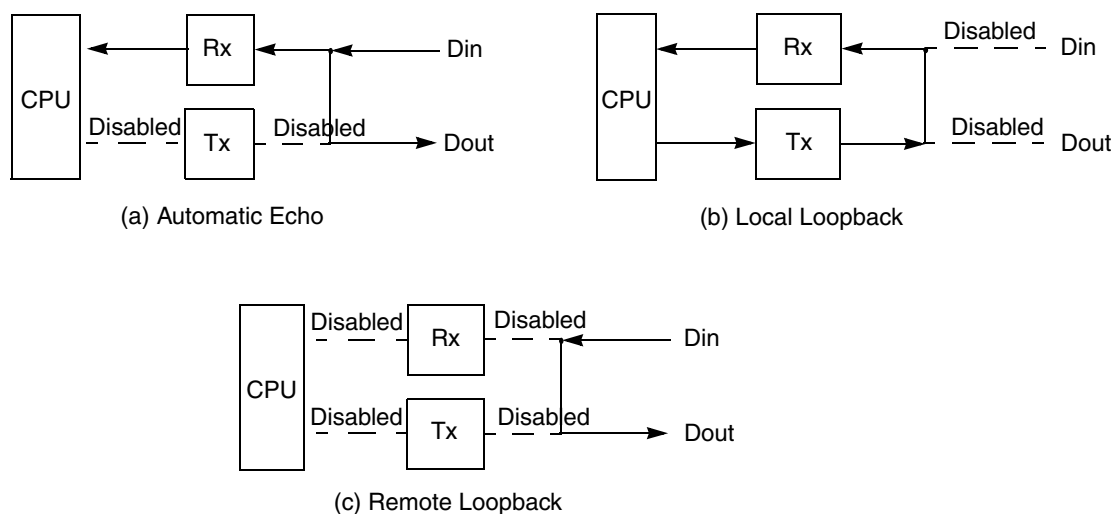 Rx
Din
CPU
Disabled
Tx
Disabled
Dout
(a) Automatic Echo
Rx
Disabled
Din
CPU
Tx
Disabled
Dout
(b) Local Loopback
Disabled
Rx
Disabled
Din
CPU
Disabled
Tx
Disabled
Dout
(c) Remote Loopback